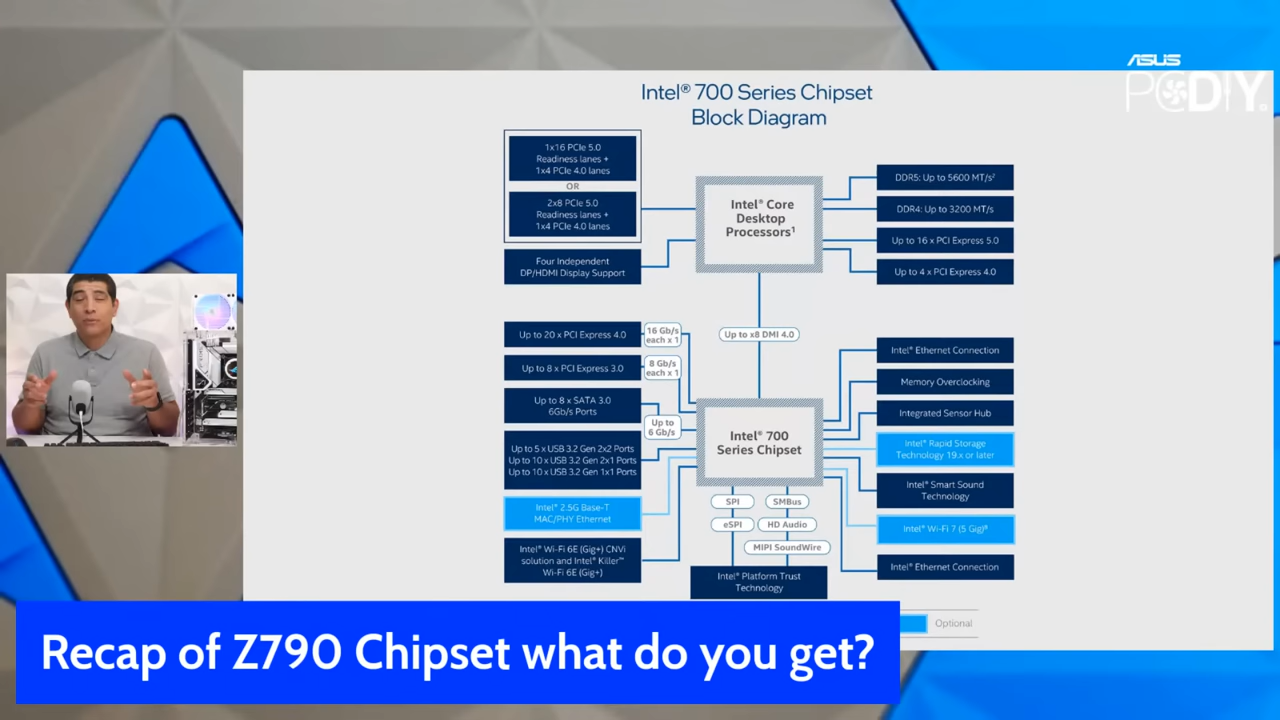 ASUS
PCDIY
Intel® 700 Series Chipset
Block Diagram
1x16 PCIe 5.0
Readiness lanes +
1x4 PCIe 4.0 lanes
OR
2x8 PCIe 5.0
Readiness lanes +
1x4 PCIe 4.0 lanes
Four Independent
DP/HDMI Display Support
Intel® Core
Desktop
Processors¹
DDR5: Up to 5600 MT/s²
DDR4: Up to 3200 MT/s
Up to 16 x PCI Express 5.0
Up to 4 x PCI Express 4.0
Up to x8 DMI 4.0
Up to 20 x PCI Express 4.0
16 Gb/s
each x 1
Up to 8 x PCI Express 3.0
8 Gb/s
each x 1
Up to 8 x SATA 3.0
6Gb/s Ports
Up to
6 Gb/s
Up to 5 x USB 3.2 Gen 2x2 Ports
Up to 10 x USB 3.2 Gen 2x1 Ports
Up to 10 x USB 3.2 Gen 1x1 Ports
Intel® 2.5G Base-T
MAC/PHY Ethernet
Intel® Wi-Fi 6E (Gig+) CNVi
solution and Intel® Killer™
Wi-Fi 6E (Gig+)
Intel® 700
Series Chipset
SPI
SMBus
eSPI
HD Audio
MIPI SoundWire
Intel® Platform Trust
Technology
Intel® Ethernet Connection
Memory Overclocking
Integrated Sensor Hub
Intel® Rapid Storage
Technology 19.x or later
Intel® Smart Sound
Technology
Intel® Wi-Fi 7 (5 Gig)
Intel® Ethernet Connection
Optional
Recap of Z790 Chipset what do you get?